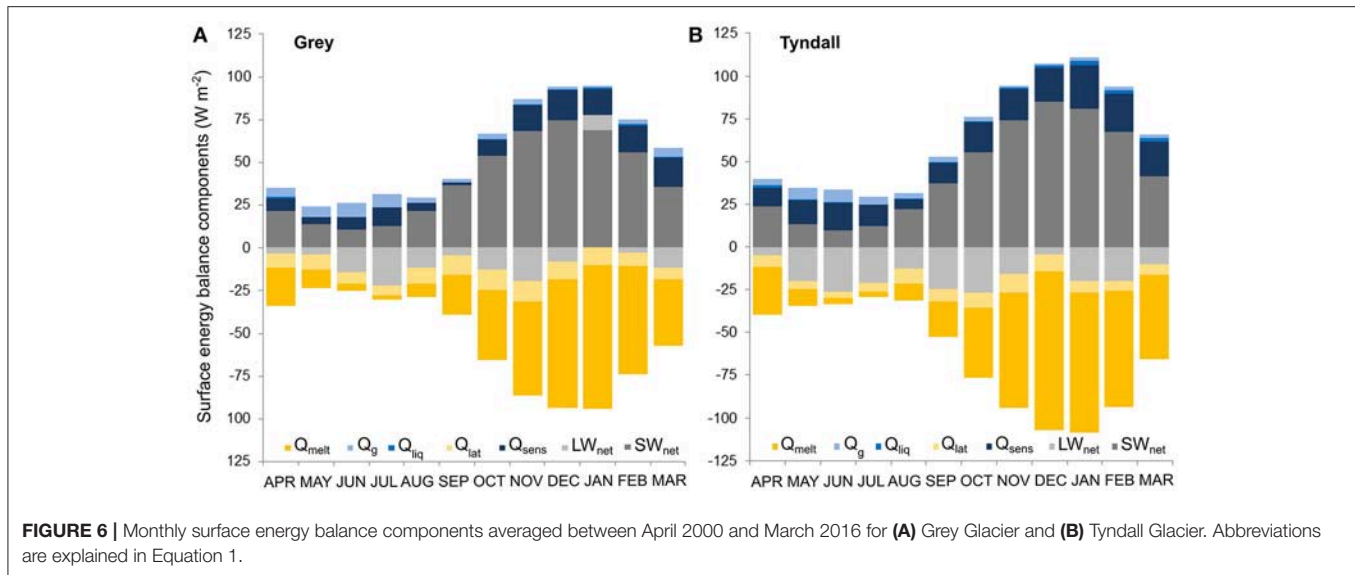 A
Grey
Surface energy balance components (W m-2)
125
100
75
50
25
0
-25
-50
-75
100
125
Qmelt Qg Qliq Qlat Qsens LWnet SWnet
APR MAY JUN JUL AUG SEP OCT NOV DEC JAN FEB MAR
B
Tyndall
125
100
75
50
25
0
-25
-50
-75
-100
-125
Qmelt Qg Qliq Qlat Qsens LWnet SWnet
APR MAY JUN JUL AUG SEP OCT NOV DEC JAN FEB MAR
FIGURE 6 | Monthly surface energy balance components averaged between April 2000 and March 2016 for (A) Grey Glacier and (B) Tyndall Glacier. Abbreviations
are explained in Equation 1.